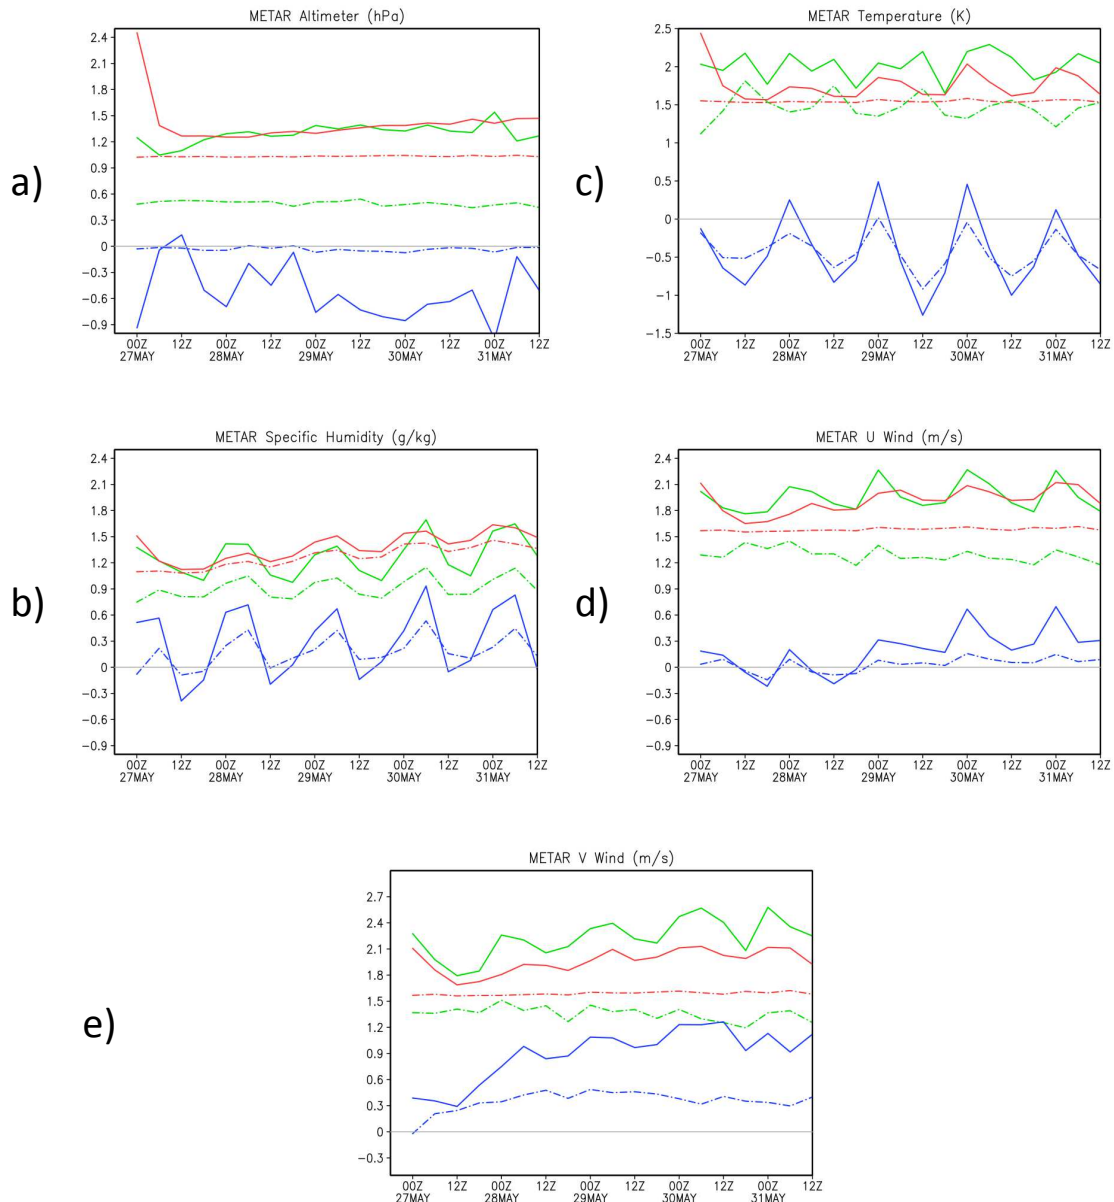 METAR Altimeter (hPa)
a)
2.4
2.1
1.8
1.5
1.2
0.9
0.6
0.3
0
−0.3
−0.6
−0.9
00Z 12Z 00Z 12Z 00Z 12Z 00Z 12Z 00Z 12Z
27MAY 28MAY 29MAY 30MAY 31MAY
METAR Temperature (K)
c)
2.5
2
1.5
1
0.5
0
−0.5
−1
−1.5
00Z 12Z 00Z 12Z 00Z 12Z 00Z 12Z 00Z 12Z
27MAY 28MAY 29MAY 30MAY 31MAY
METAR Specific Humidity (g/kg)
b)
2.4
2.1
1.8
1.5
1.2
0.9
0.6
0.3
0
−0.3
−0.6
−0.9
00Z 12Z 00Z 12Z 00Z 12Z 00Z 12Z 00Z 12Z
27MAY 28MAY 29MAY 30MAY 31MAY
METAR U Wind (m/s)
d)
2.4
2.1
1.8
1.5
1.2
0.9
0.6
0.3
0
−0.3
−0.6
−0.9
00Z 12Z 00Z 12Z 00Z 12Z 00Z 12Z 00Z 12Z
27MAY 28MAY 29MAY 30MAY 31MAY
METAR V Wind (m/s)
e)
2.7
2.4
2.1
1.8
1.5
1.2
0.9
0.6
0.3
0
−0.3
00Z 12Z 00Z 12Z 00Z 12Z 00Z 12Z 00Z 12Z
27MAY 28MAY 29MAY 30MAY 31MAY